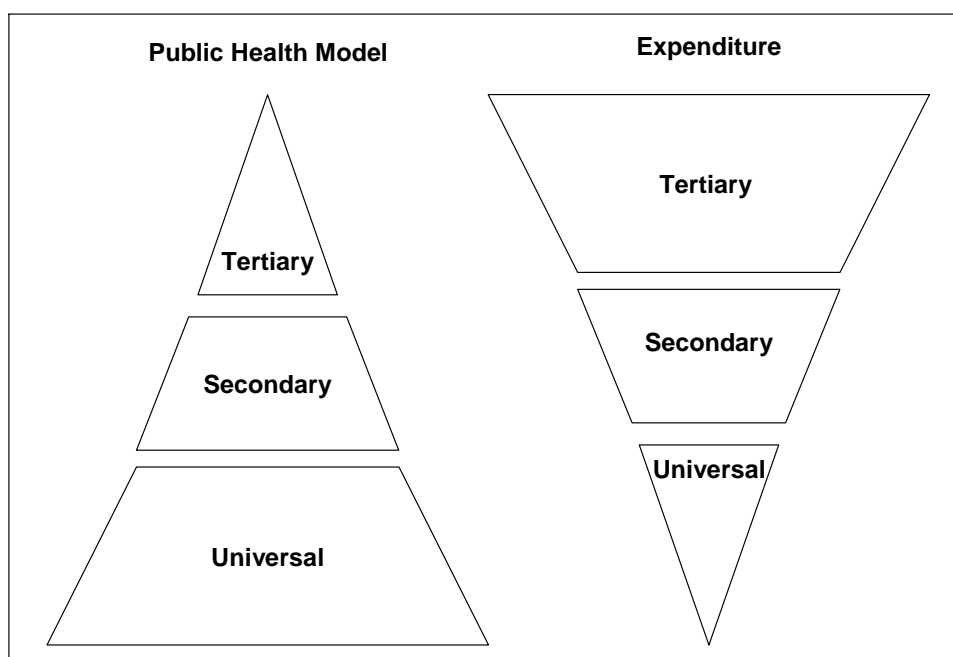 Public Health Model
Tertiary
Secondary
Universal
Expenditure
Tertiary
Secondary
Universal